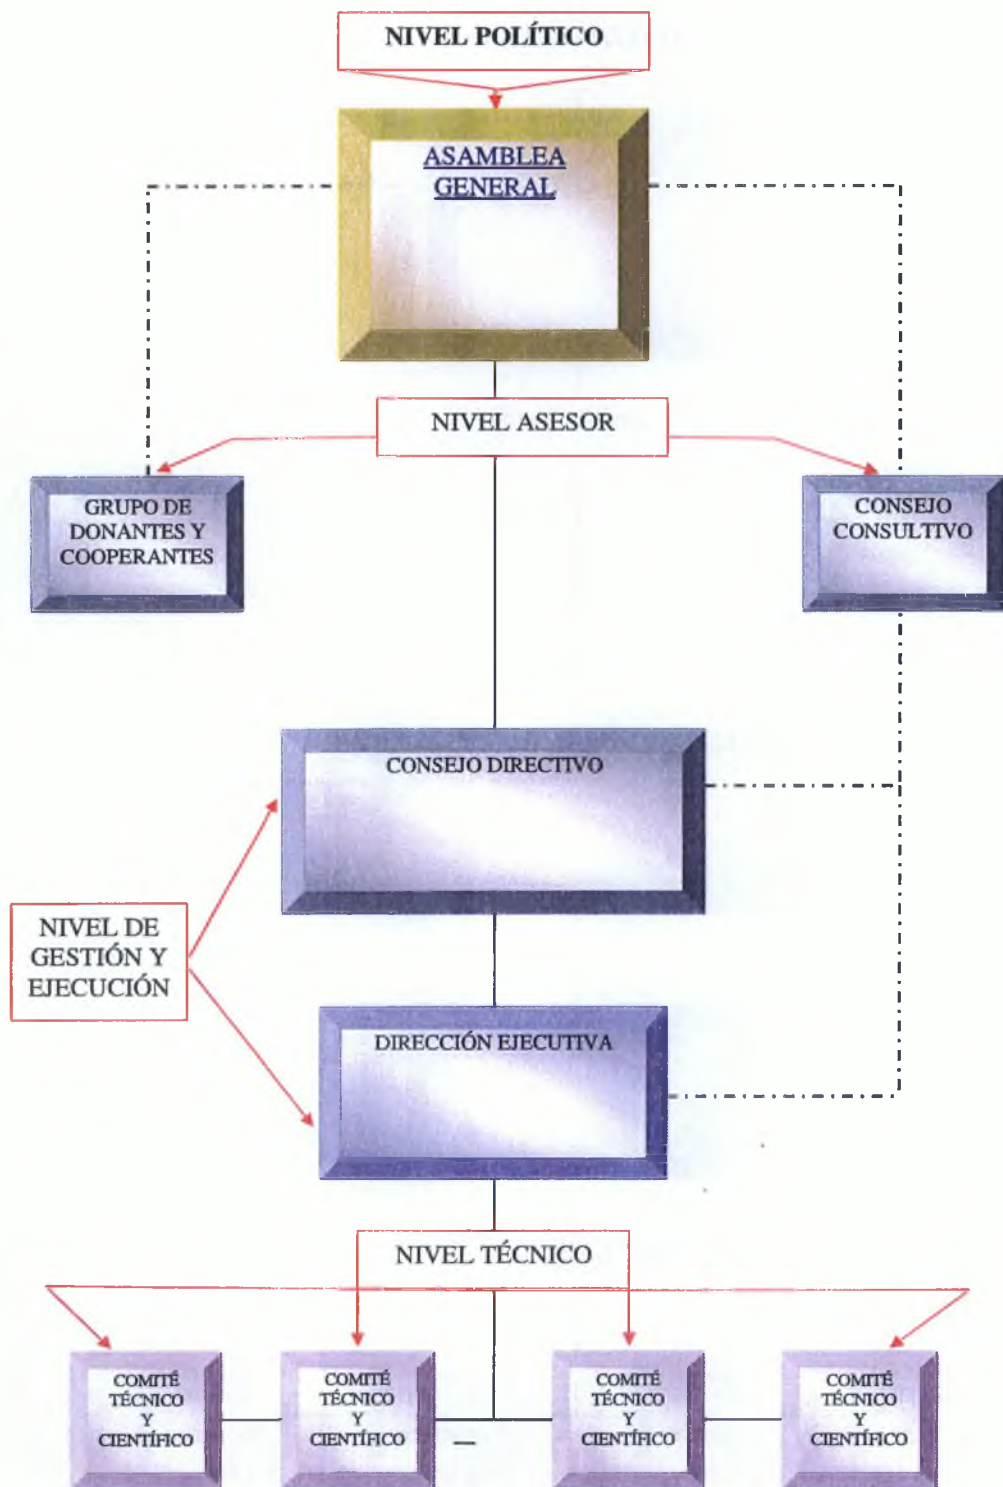 NIVEL POLÍTICO
ASAMBLEA
GENERAL
NIVEL ASESOR
GRUPO DE
DONANTES Y
COOPERANTES
CONSEJO
CONSULTIVO
CONSEJO DIRECTIVO
NIVEL DE
GESTIÓN Y
EJECUCIÓN
DIRECCIÓN EJECUTIVA
NIVEL TÉCNICO
COMITÉ
TÉCNICO
Y
CIENTÍFICO
COMITÉ
TÉCNICO
Y
CIENTÍFICO
COMITÉ
TÉCNICO
Y
CIENTÍFICO
COMITÉ
TÉCNICO
Y
CIENTÍFICO